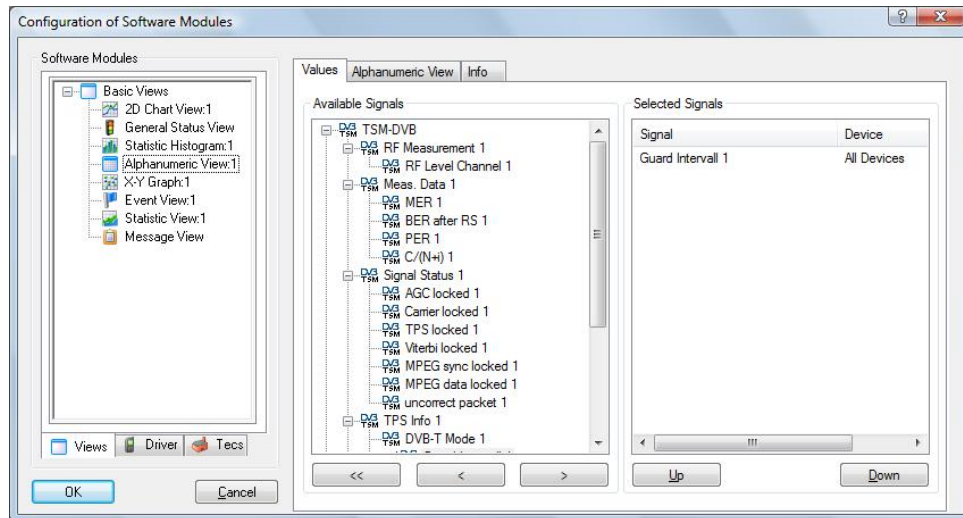 Configuration of Software Modules
Software Modules
Basic Views
2D Chart View:1
General Status View
Statistic Histogram:1
Alphanumeric View:1
X-Y Graph:1
Event View:1
Statistic View:1
Message View
Views
Driver
Tecs
OK
Cancel
Values
Alphanumeric View
Info
Available Signals
TSM-DVB
RF Measurement 1
RF Level Channel 1
Meas. Data 1
MER 1
BER after RS 1
PER 1
C/(N+i) 1
Signal Status 1
AGC locked 1
Carrier locked 1
TPS locked 1
Viterbi locked 1
MPEG sync locked 1
MPEG data locked 1
uncorrect packet 1
TPS Info 1
DVB-T Mode 1
<<
<
>
Selected Signals
Signal Device
Guard Intervall 1 All Devices
Up
Down